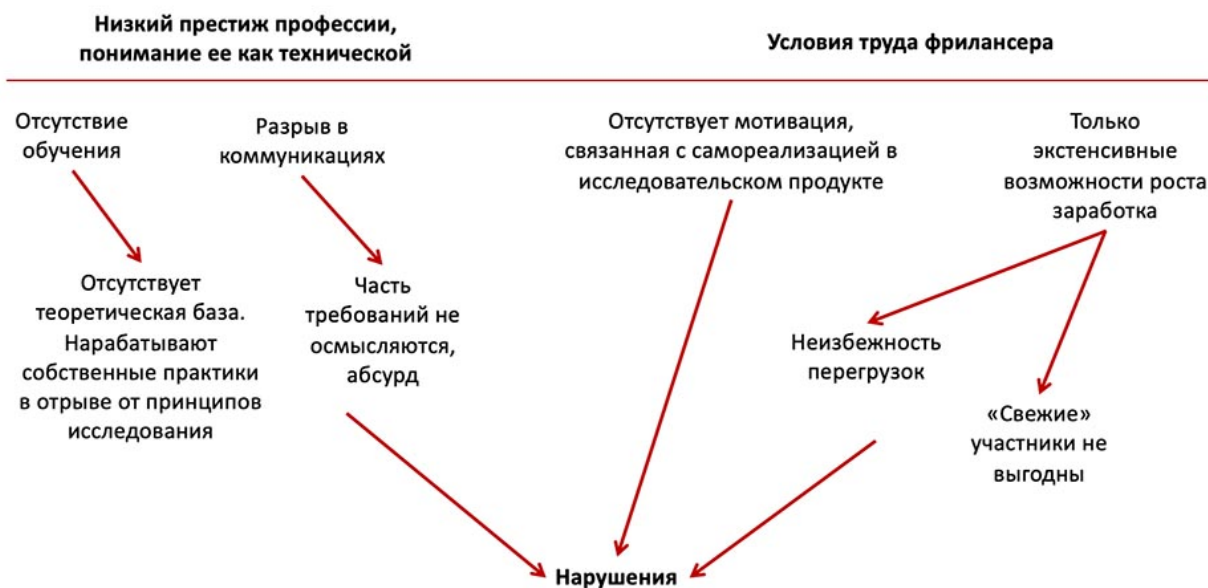 Низкий престиж профессии,
понимание ее как технической
Условия труда фрилансера
Отсутствие
обучения
Разрыв в
коммуникациях
Отсутствует мотивация,
связанная с самореализацией в
исследовательском продукте
Только
экстенсивные
возможности роста
заработка
Отсутствует
теоретическая база.
Нарабатывают
собственные практики
в отрыве от принципов
исследования
Часть
требований не
осмысляются,
абсурд
Неизбежность
перегрузок
«Свежие»
участники не
выгодны
Нарушения